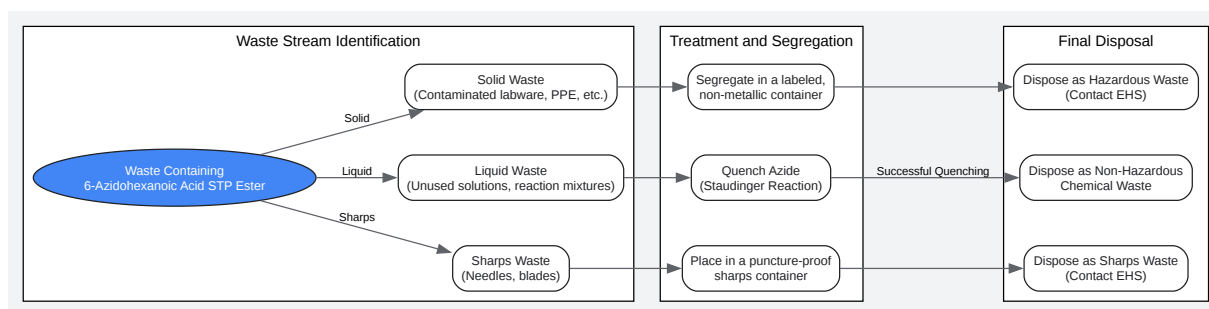 Waste Stream Identification
Treatment and Segregation
Final Disposal
Solid Waste
(Contaminated labware, PPE, etc.)
Segregate in a labeled,
non-metallic container
Dispose as Hazardous Waste
(Contact EHS)
Solid
Waste Containing
6-Azidohexanoic Acid STP Ester
Liquid
Liquid Waste
(Unused solutions, reaction mixtures)
Quench Azide
(Staudinger Reaction)
Successful Quenching
Dispose as Non-Hazardous
Chemical Waste
Sharps
Sharps Waste
(Needles, blades)
Place in a puncture-proof
sharps container
Dispose as Sharps Waste
(Contact EHS)